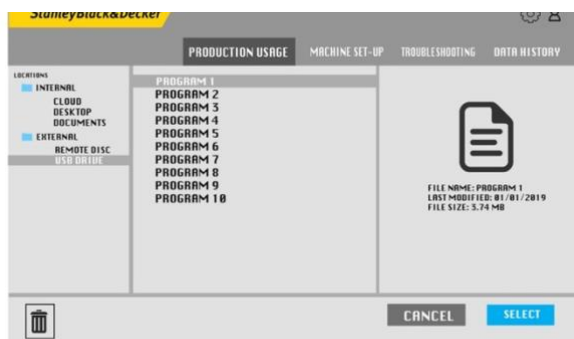 StanleyBlack&Decker
PRODUCTION USAGE
MACHINE SET-UP
TROUBLESHOOTING
DATA HISTORY
LOCATIONS
INTERNAL
CLOUD
DESKTOP
DOCUMENTS
EXTERNAL
REMOTE DISC
USB DRIVE
PROGRAM 1
PROGRAM 2
PROGRAM 3
PROGRAM 4
PROGRAM 5
PROGRAM 6
PROGRAM 7
PROGRAM 8
PROGRAM 9
PROGRAM 10
FILE NAME: PROGRAM 1
LAST MODIFIED: 01/01/2019
FILE SIZE: 3.74 MB
CANCEL
SELECT